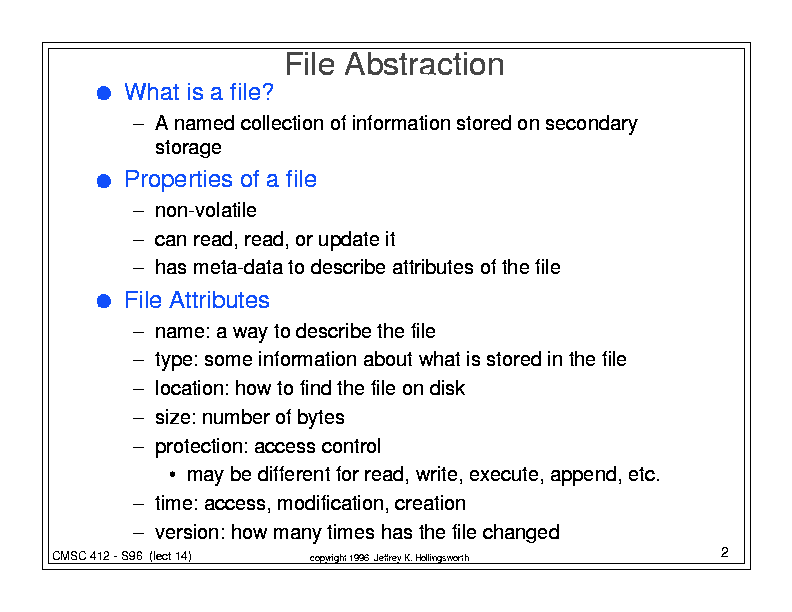 File Abstraction
● What is a file?
– A named collection of information stored on secondary
storage
● Properties of a file
– non-volatile
– can read, read, or update it
– has meta-data to describe attributes of the file
● File Attributes
– name: a way to describe the file
– type: some information about what is stored in the file
– location: how to find the file on disk
– size: number of bytes
– protection: access control
• may be different for read, write, execute, append, etc.
– time: access, modification, creation
– version: how many times has the file changed
CMSC 412 - S96 (lect 14)
copyright 1996 Jeffrey K. Hollingsworth
2